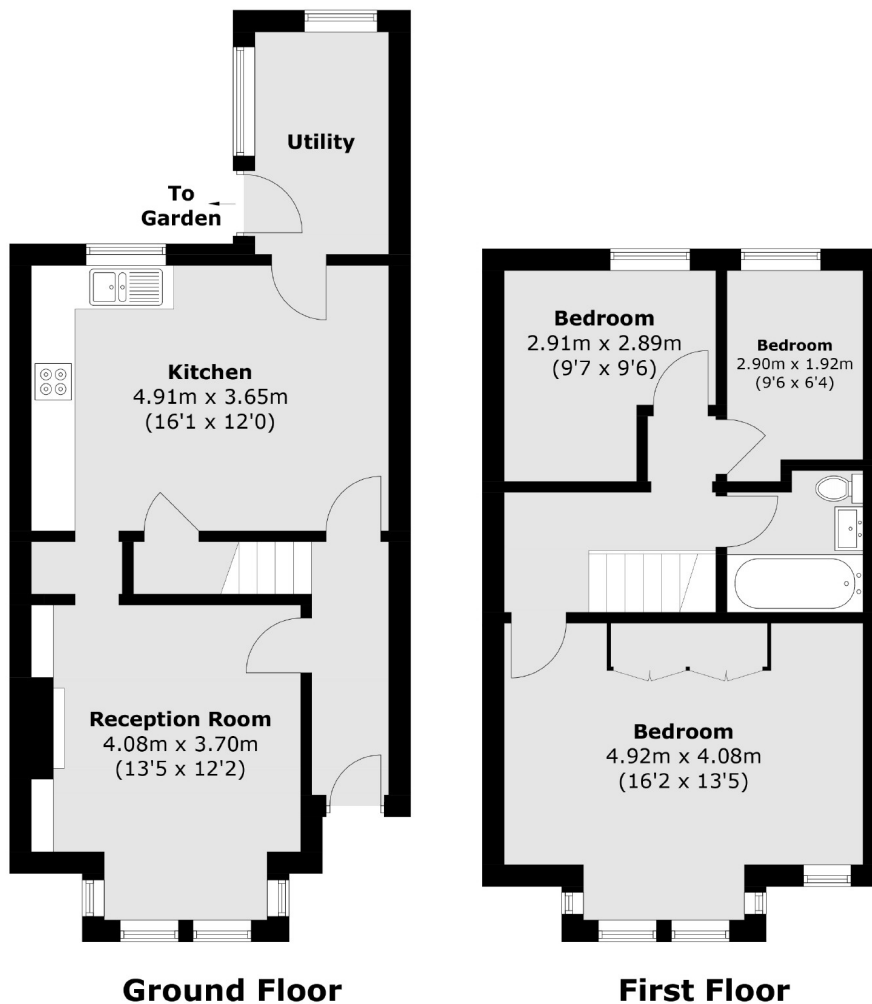 Utility
To
Garden
Kitchen
4.91m x 3.65m
(16'1 x 12'0)
Reception Room
4.08m x 3.70m
(13'5 x 12'2)
Ground Floor
Bedroom
2.91m x 2.89m
(9'7 x 9'6)
Bedroom
2.90m x 1.92m
(9'6 x 6'4)
Bedroom
4.92m x 4.08m
(16'2 x 13'5)
First Floor